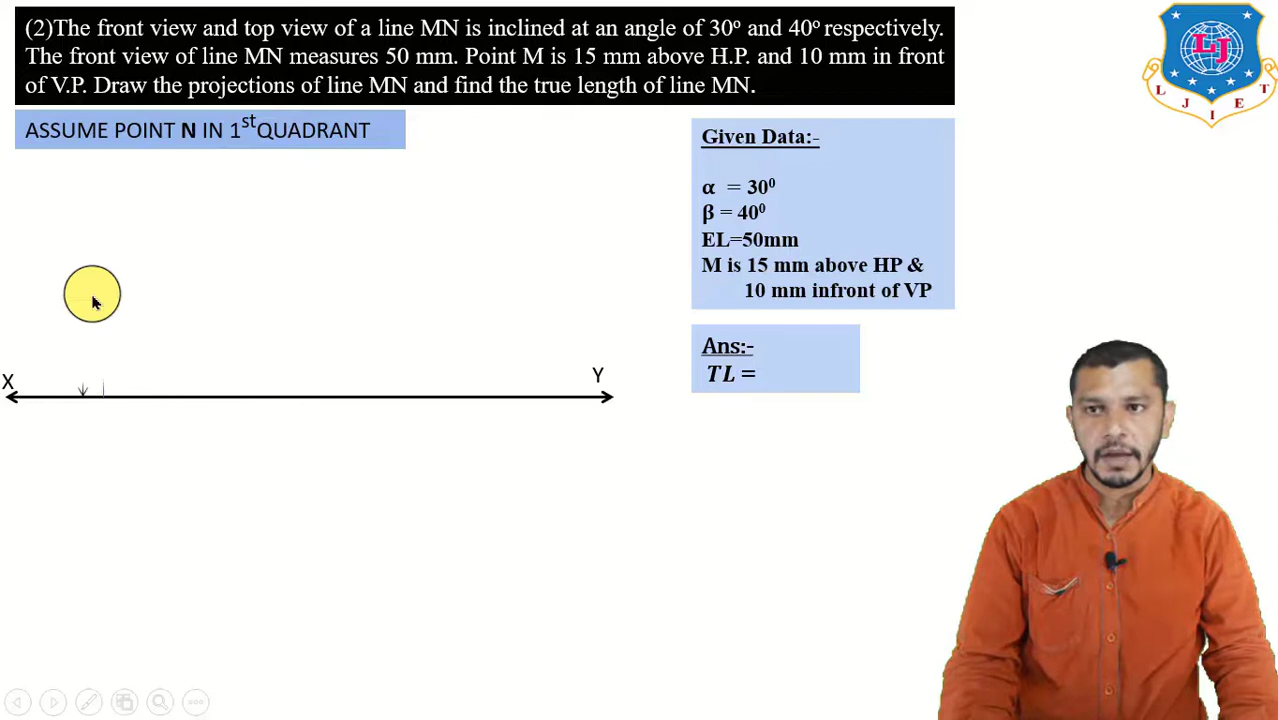 (2)The front view and top view of a line MN is inclined at an angle of 30º and 40º respectively.
The front view of line MN measures 50 mm. Point M is 15 mm above H.P. and 10 mm in front
of V.P. Draw the projections of line MN and find the true length of line MN.
ASSUME POINT N IN 1stQUADRANT
Given Data:-
α = 30⁰
β = 40⁰
EL=50mm
M is 15 mm above HP &
10 mm infront of VP
Ans:-
TL =
X
Y
LJ
L J I E T